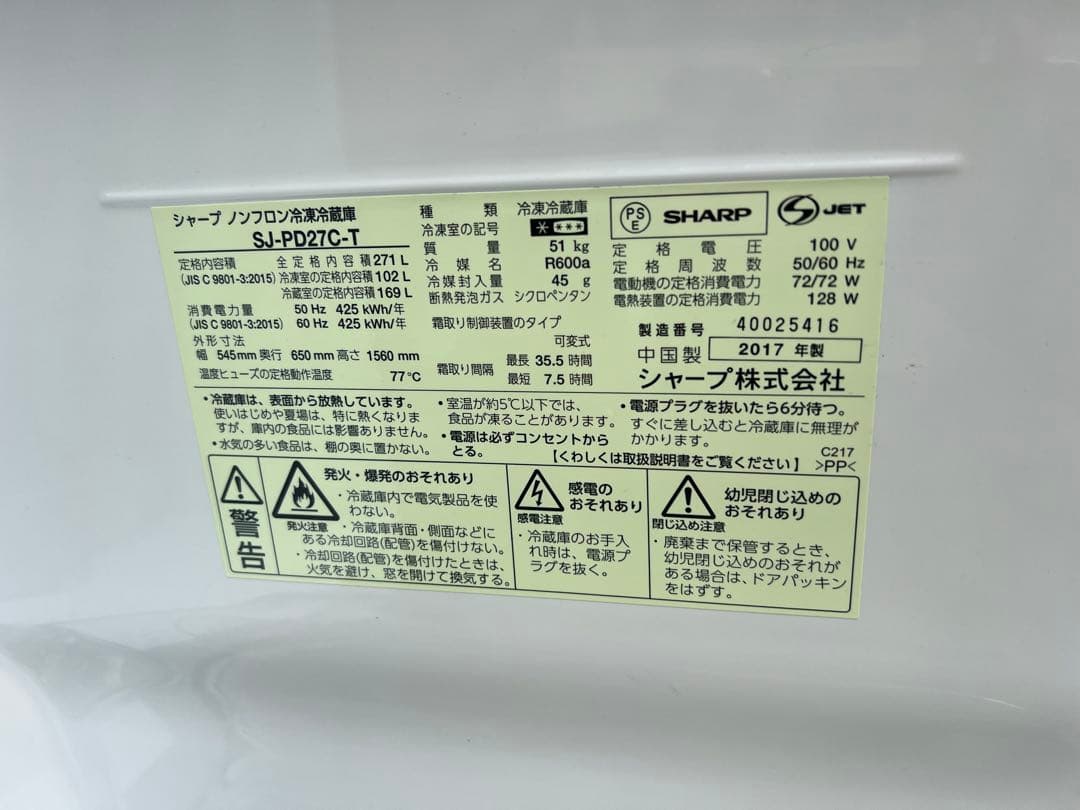 シャープ ノンフロン冷凍冷蔵庫
SJ-PD27C-T
定格内容積 全定格内容積 271 L
(JIS C 9801-3:2015) 冷凍室の定格内容積 102 L
冷蔵室の定格内容積 169 L
消費電力量 50 Hz 425 kWh/年
(JIS C 9801-3:2015) 60 Hz 425 kWh/年
外形寸法
幅 545mm 奥行 650mm 高さ 1560mm
温度ヒューズの定格動作温度 77℃
種類 冷凍冷蔵庫
冷凍室の記号 * ***
質量 51 kg
冷媒名 R600a
冷媒封入量 45 g
断熱発泡ガス シクロペンタン
霜取り制御装置のタイプ
可変式
霜取り間隔 最長 35.5 時間
最短 7.5 時間
PS E SHARP JET
定格電圧 100 V
定格周波数 50/60 Hz
電動機の定格消費電力 72/72 W
電熱装置の定格消費電力 128 W
製造番号 40025416
中国製 2017 年製
シャープ株式会社
・冷蔵庫は、表面から放熱しています。
使いはじめや夏場は、特に熱くなりま
すが、庫内の食品には影響ありません。
・水気の多い食品は、棚の奥に置かない。
・室温が約5℃以下では、
食品が凍ることがあります。
・電源は必ずコンセントから
とる。
・電源プラグを抜いたら6分待つ。
すぐに差し込むと冷蔵庫に無理が
かかります。
【くわしくは取扱説明書をご覧ください】
C217
>PP<
警告
発火・爆発のおそれあり
発火注意
・冷蔵庫内で電気製品を使
わない。
・冷蔵庫背面・側面などに
ある冷却回路(配管)を傷付けない。
・冷却回路(配管)を傷付けたときは、
火気を避け、窓を開けて換気する。
感電の
おそれあり
感電注意
・冷蔵庫のお手入
れ時は、電源プ
ラグを抜く。
幼児閉じ込めの
おそれあり
閉じ込め注意
・廃棄まで保管するとき、
幼児閉じ込めのおそれが
ある場合は、ドアパッキン
をはずす。